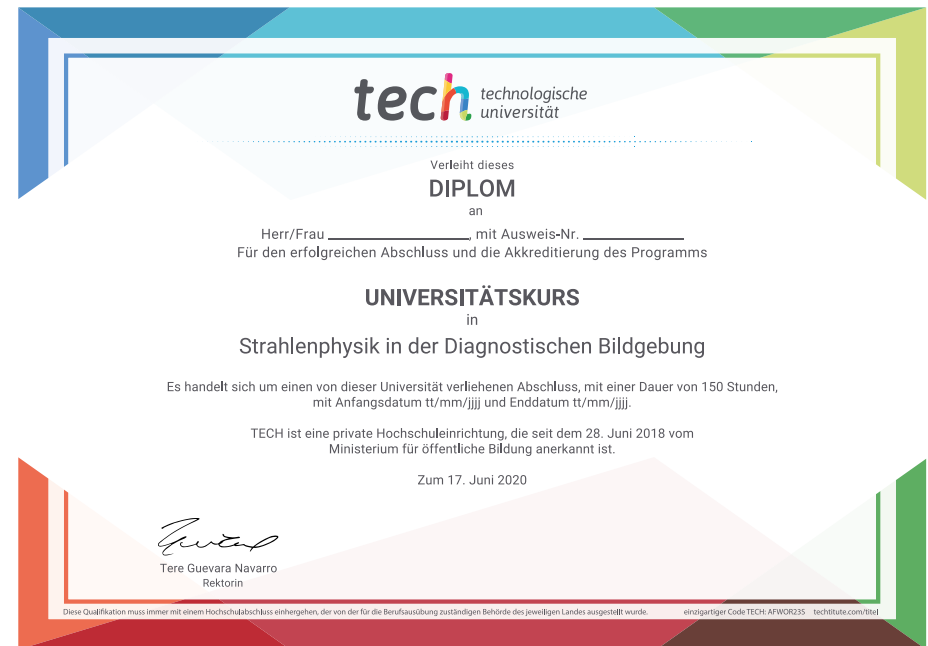 tech technologische
universität
Verleiht dieses
DIPLOM
an
Herr/Frau ____________________, mit Ausweis-Nr. ______________
Für den erfolgreichen Abschluss und die Akkreditierung des Programms
UNIVERSITÄTSKURS
in
Strahlenphysik in der Diagnostischen Bildgebung
Es handelt sich um einen von dieser Universität verliehenen Abschluss, mit einer Dauer von 150 Stunden,
mit Anfangsdatum tt/mm/jjjj und Enddatum tt/mm/jjjj.
TECH ist eine private Hochschuleinrichtung, die seit dem 28. Juni 2018 vom
Ministerium für öffentliche Bildung anerkannt ist.
Zum 17. Juni 2020
Tere Guevara Navarro
Rektorin
Diese Qualifikation muss immer mit einem Hochschulabschluss einhergehen, der von der für die Berufsausübung zuständigen Behörde des jeweiligen Landes ausgestellt wurde. einzigartiger Code TECH: AFWOR235 techtitute.com/titel